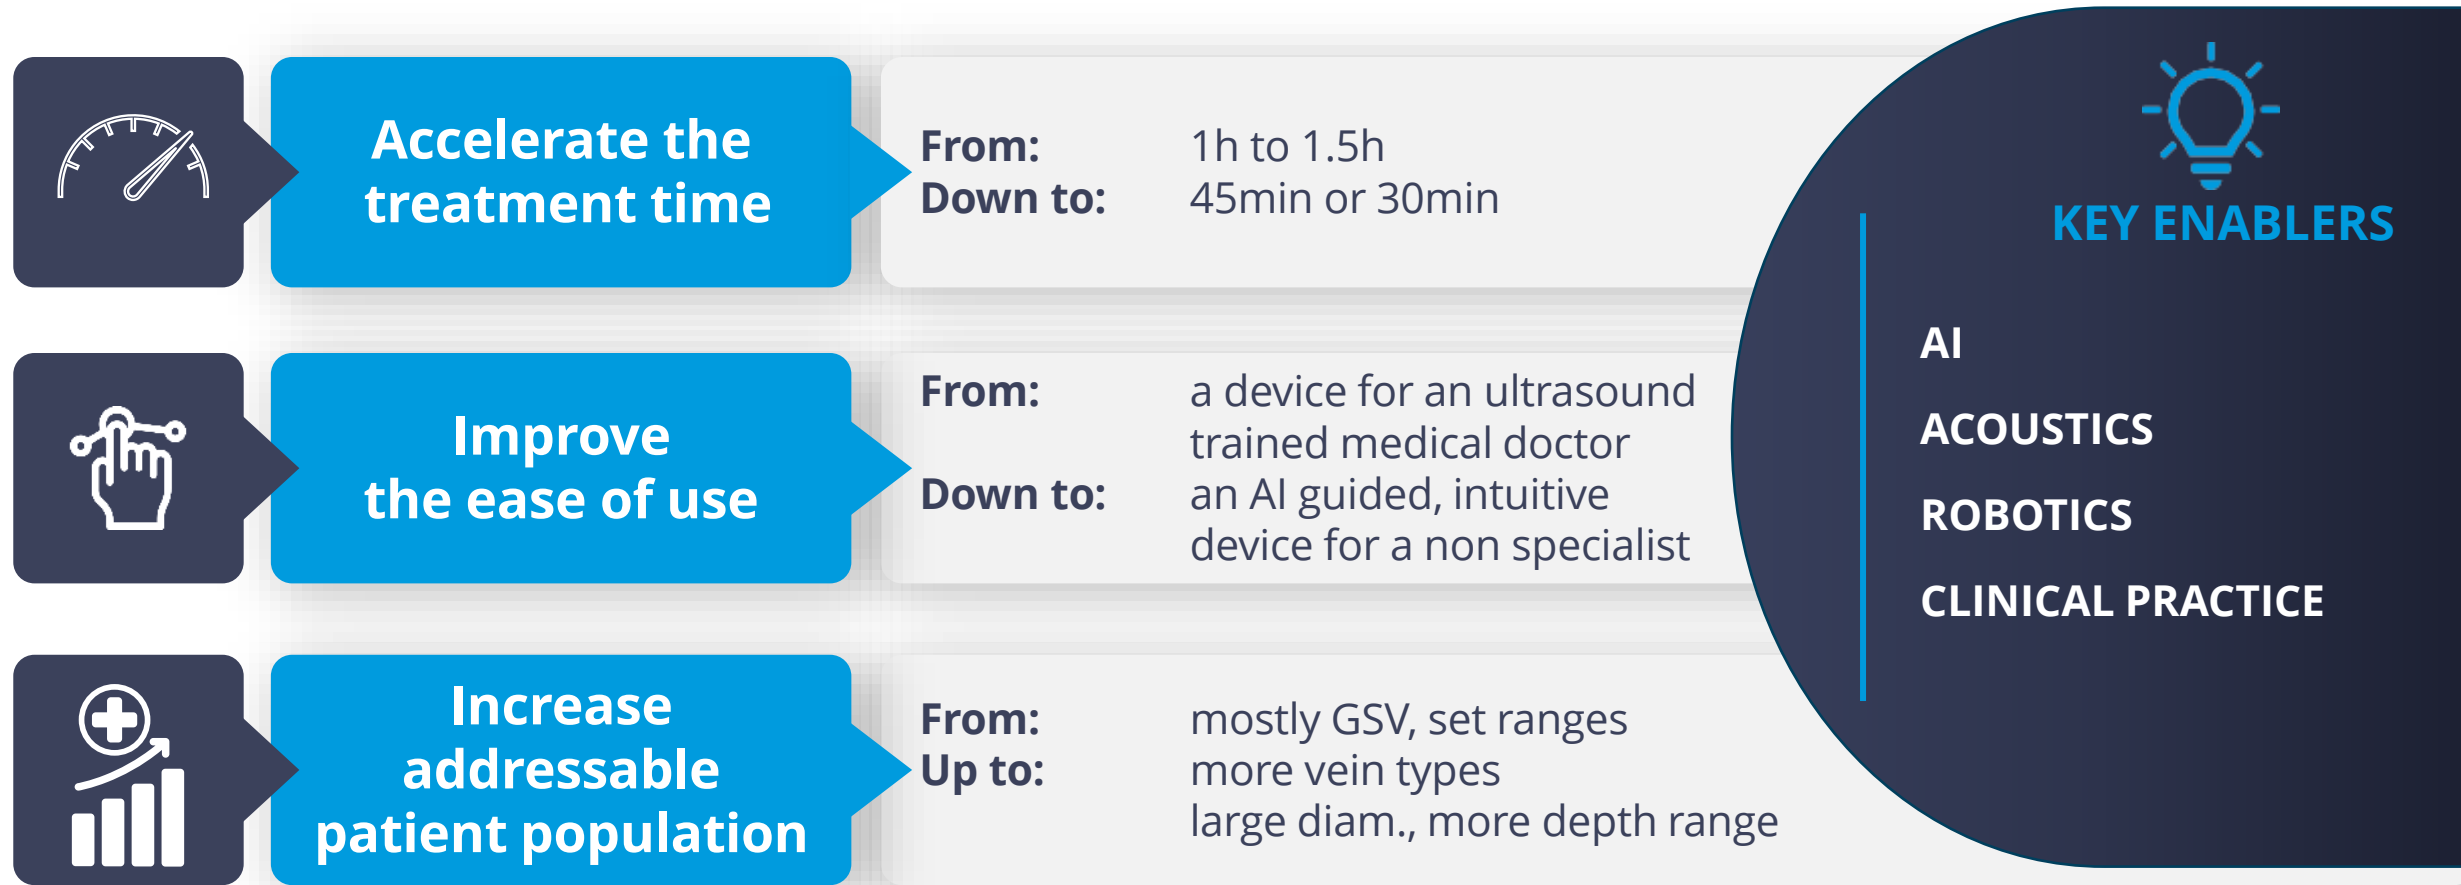 Accelerate the
treatment time
From: 1h to 1.5h
Down to: 45min or 30min
Improve
the ease of use
From: a device for an ultrasound
trained medical doctor
Down to: an AI guided, intuitive
device for a non specialist
Increase
addressable
patient population
From: mostly GSV, set ranges
Up to: more vein types
large diam., more depth range
KEY ENABLERS
AI
ACOUSTICS
ROBOTICS
CLINICAL PRACTICE